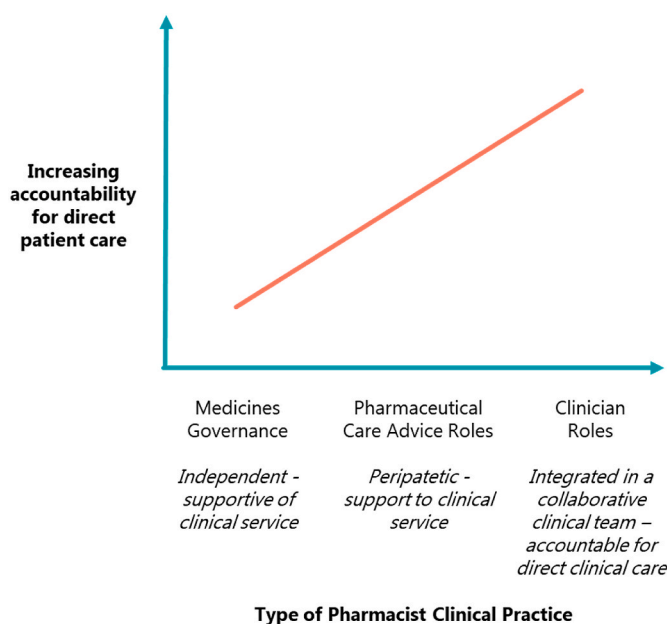 Increasing
accountability
for direct
patient care
Medicines
Governance
Independent -
supportive of
clinical service
Pharmaceutical
Care Advice Roles
Peripatetic -
support to clinical
service
Clinician
Roles
Integrated in a
collaborative
clinical team –
accountable for
direct clinical care
Type of Pharmacist Clinical Practice